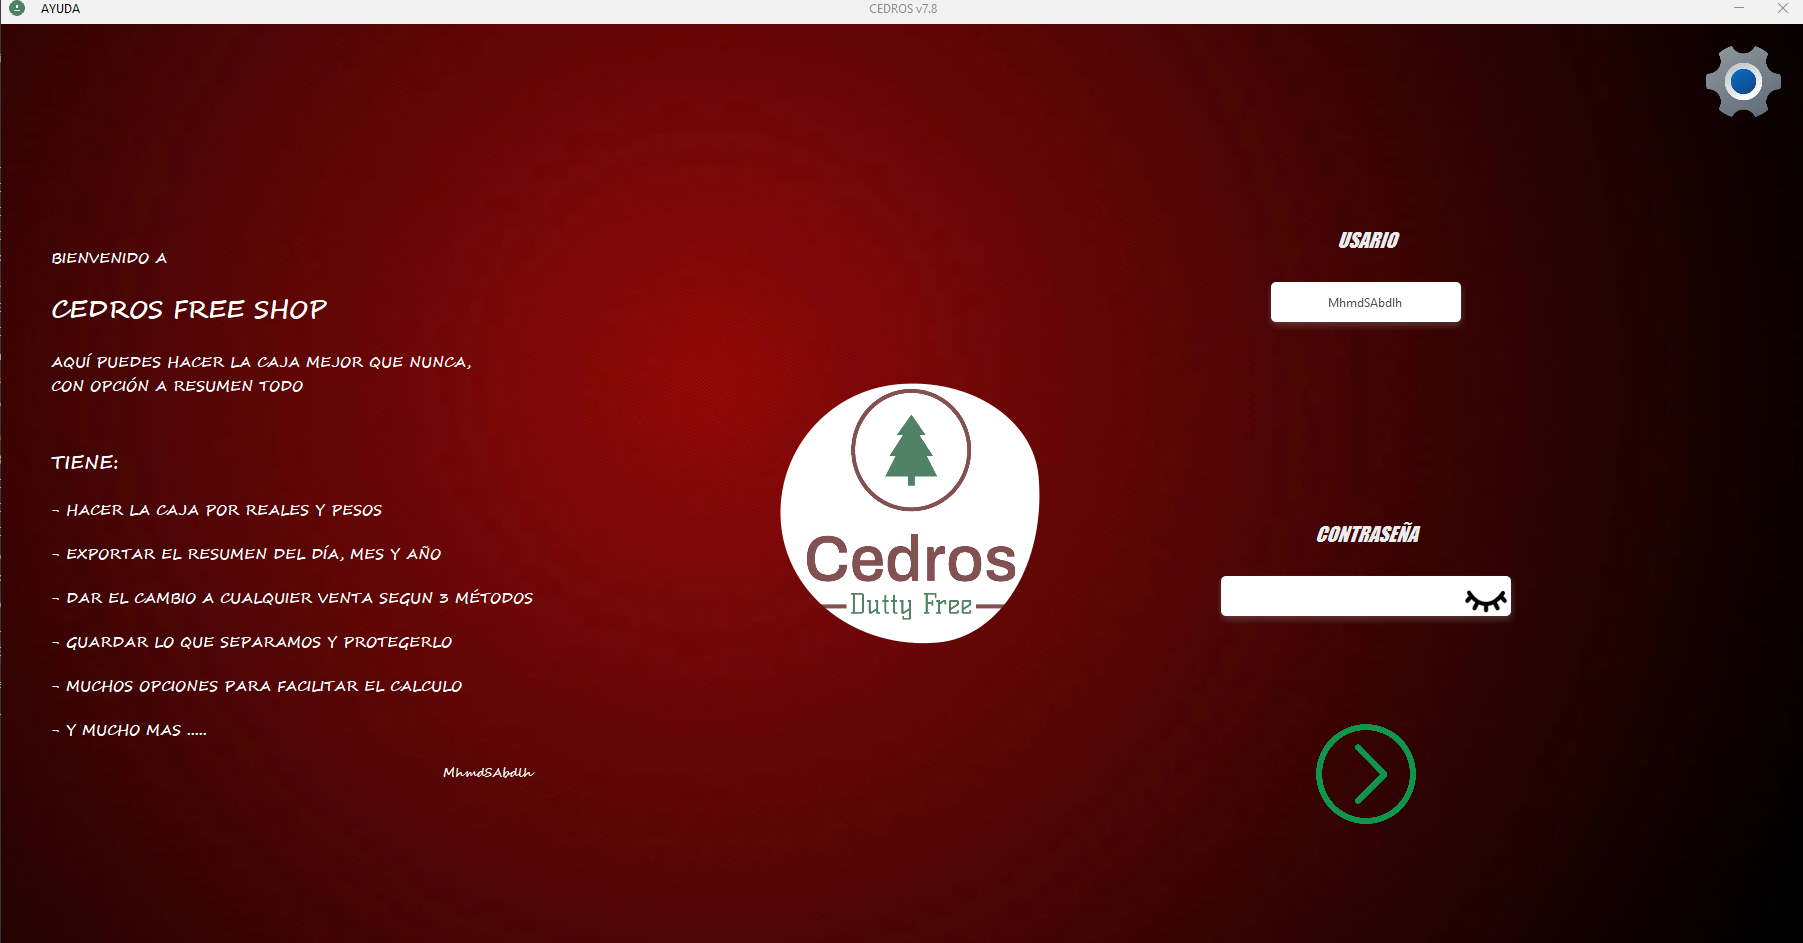 AYUDA
CEDROS v7.8
BIENVENIDO A
CEDROS FREE SHOP
AQUÍ PUEDES HACER LA CAJA MEJOR QUE NUNCA,
CON OPCIÓN A RESUMEN TODO
TIENE:
- HACER LA CAJA POR REALES Y PESOS
- EXPORTAR EL RESUMEN DEL DÍA, MES Y AÑO
- DAR EL CAMBIO A CUALQUIER VENTA SEGUN 3 MÉTODOS
- GUARDAR LO QUE SEPARAMOS Y PROTEGERLO
- MUCHOS OPCIONES PARA FACILITAR EL CALCULO
- Y MUCHO MAS .....
MhmdSAbdlh
Cedros
Dutty Free
USARIO
MhmdSAbdlh
CONTRASEÑA